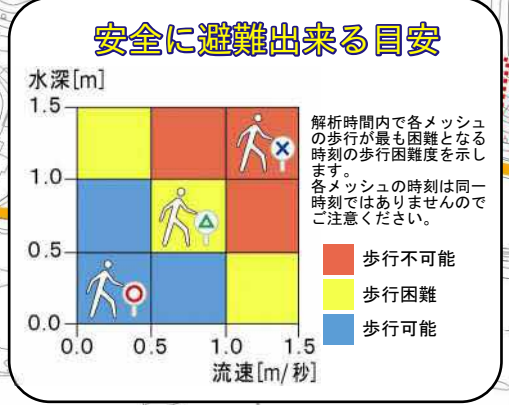 安全に避難出来る目安
水深[m]
1.5
1.0
0.5
0.0
0.0 0.5 1.0 1.5
流速[m/秒]
解析時間内で各メッシュ
の歩行が最も困難となる
時刻の歩行困難度を示し
ます。
各メッシュの時刻は同一
時刻ではありませんので
ご注意ください。
歩行不可能
歩行困難
歩行可能